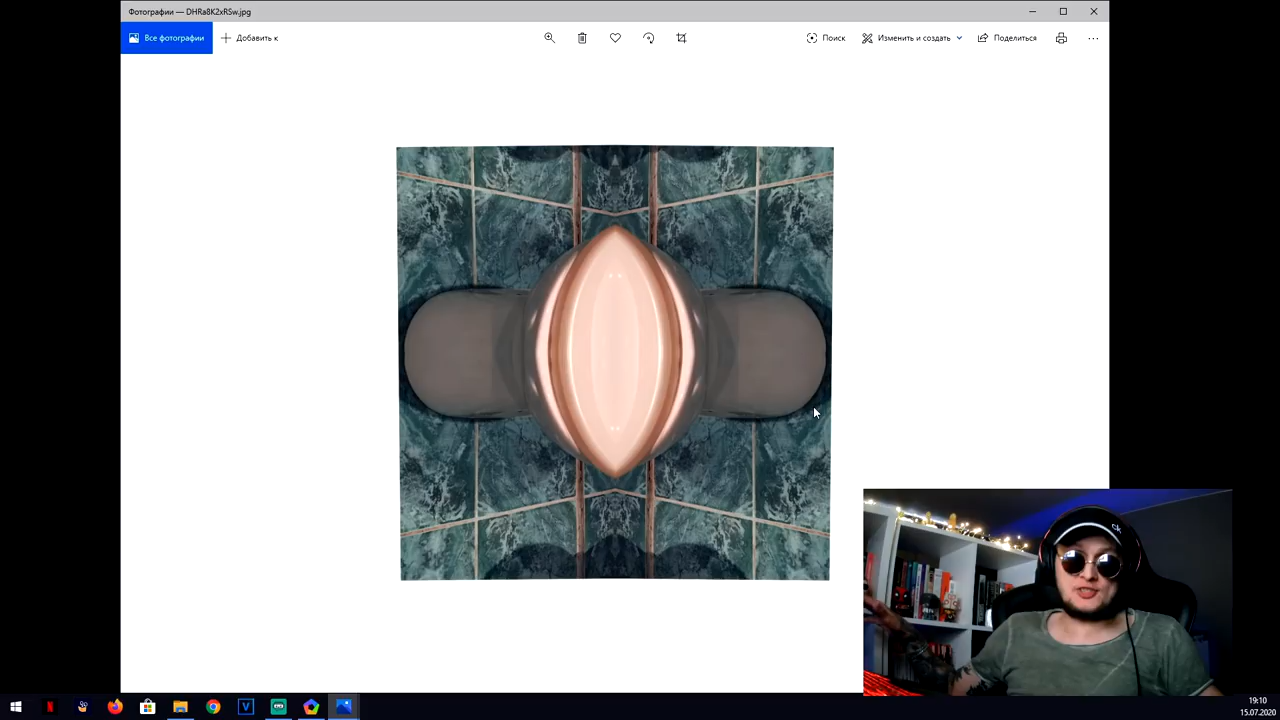 Фотографии — DHRa8K2xRSw.jpg
Все фотографии
Добавить к
Поиск
Изменить и создать
Поделиться
19:10
15.07.2020